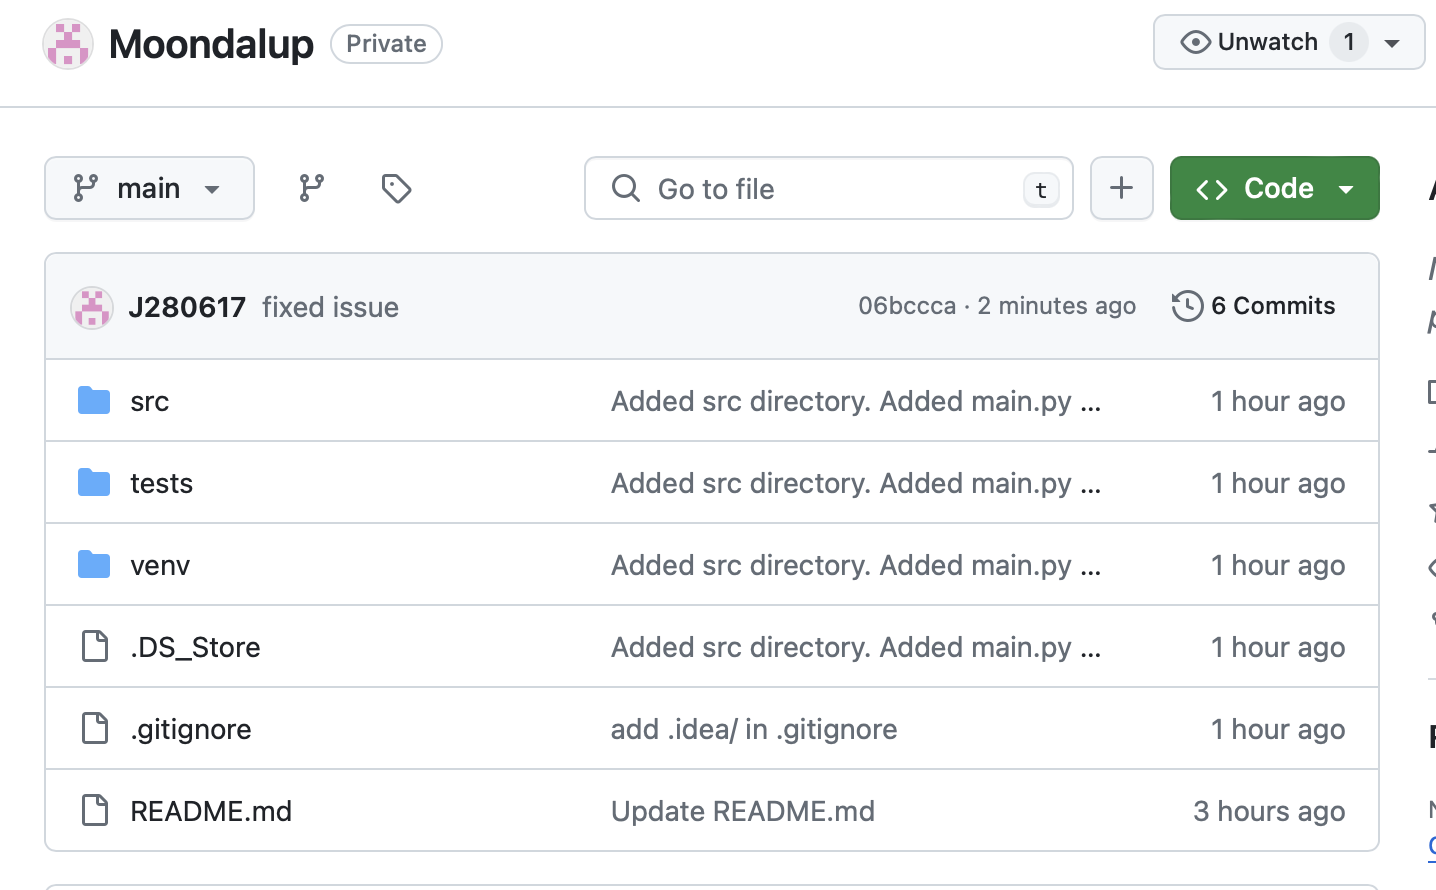 Moondalup Private Unwatch 1
main Go to file t Code
J280617 fixed issue 06bccca · 2 minutes ago 6 Commits
src Added src directory. Added main.py ... 1 hour ago
tests Added src directory. Added main.py ... 1 hour ago
venv Added src directory. Added main.py ... 1 hour ago
.DS_Store Added src directory. Added main.py ... 1 hour ago
.gitignore add .idea/ in .gitignore 1 hour ago
README.md Update README.md 3 hours ago